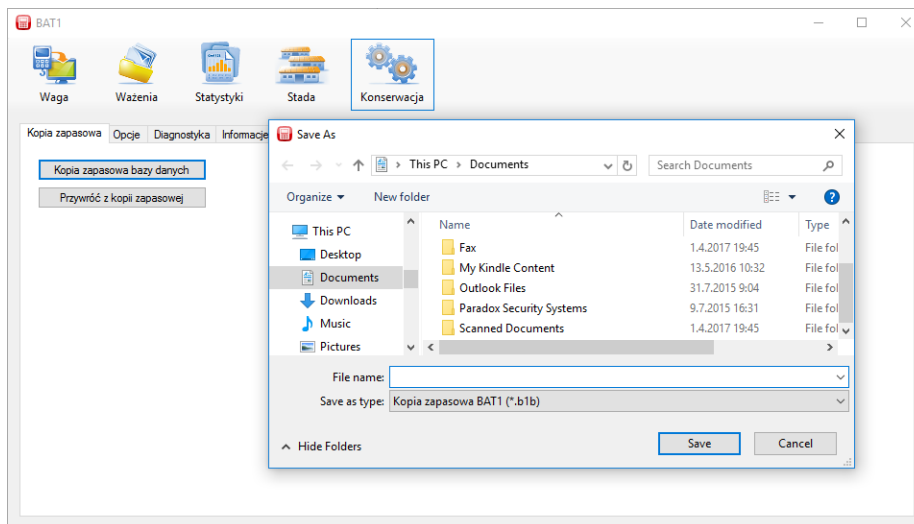 BAT1
Waga Ważenia Statystyki Stada Konserwacja
Kopia zapasowa Opcje Diagnostyka Informacje
Kopia zapasowa bazy danych
Przywróć z kopii zapasowej
Save As
This PC > Documents
Search Documents
Organize New folder
This PC
Desktop
Documents
Downloads
Music
Pictures
Name Date modified Type
Fax 1.4.2017 19:45 File fol
My Kindle Content 13.5.2016 10:32 File fol
Outlook Files 31.7.2015 9:04 File fol
Paradox Security Systems 9.7.2015 16:31 File fol
Scanned Documents 1.4.2017 19:45 File fol
File name:
Save as type: Kopia zapasowa BAT1 (*.b1b)
Hide Folders Save Cancel